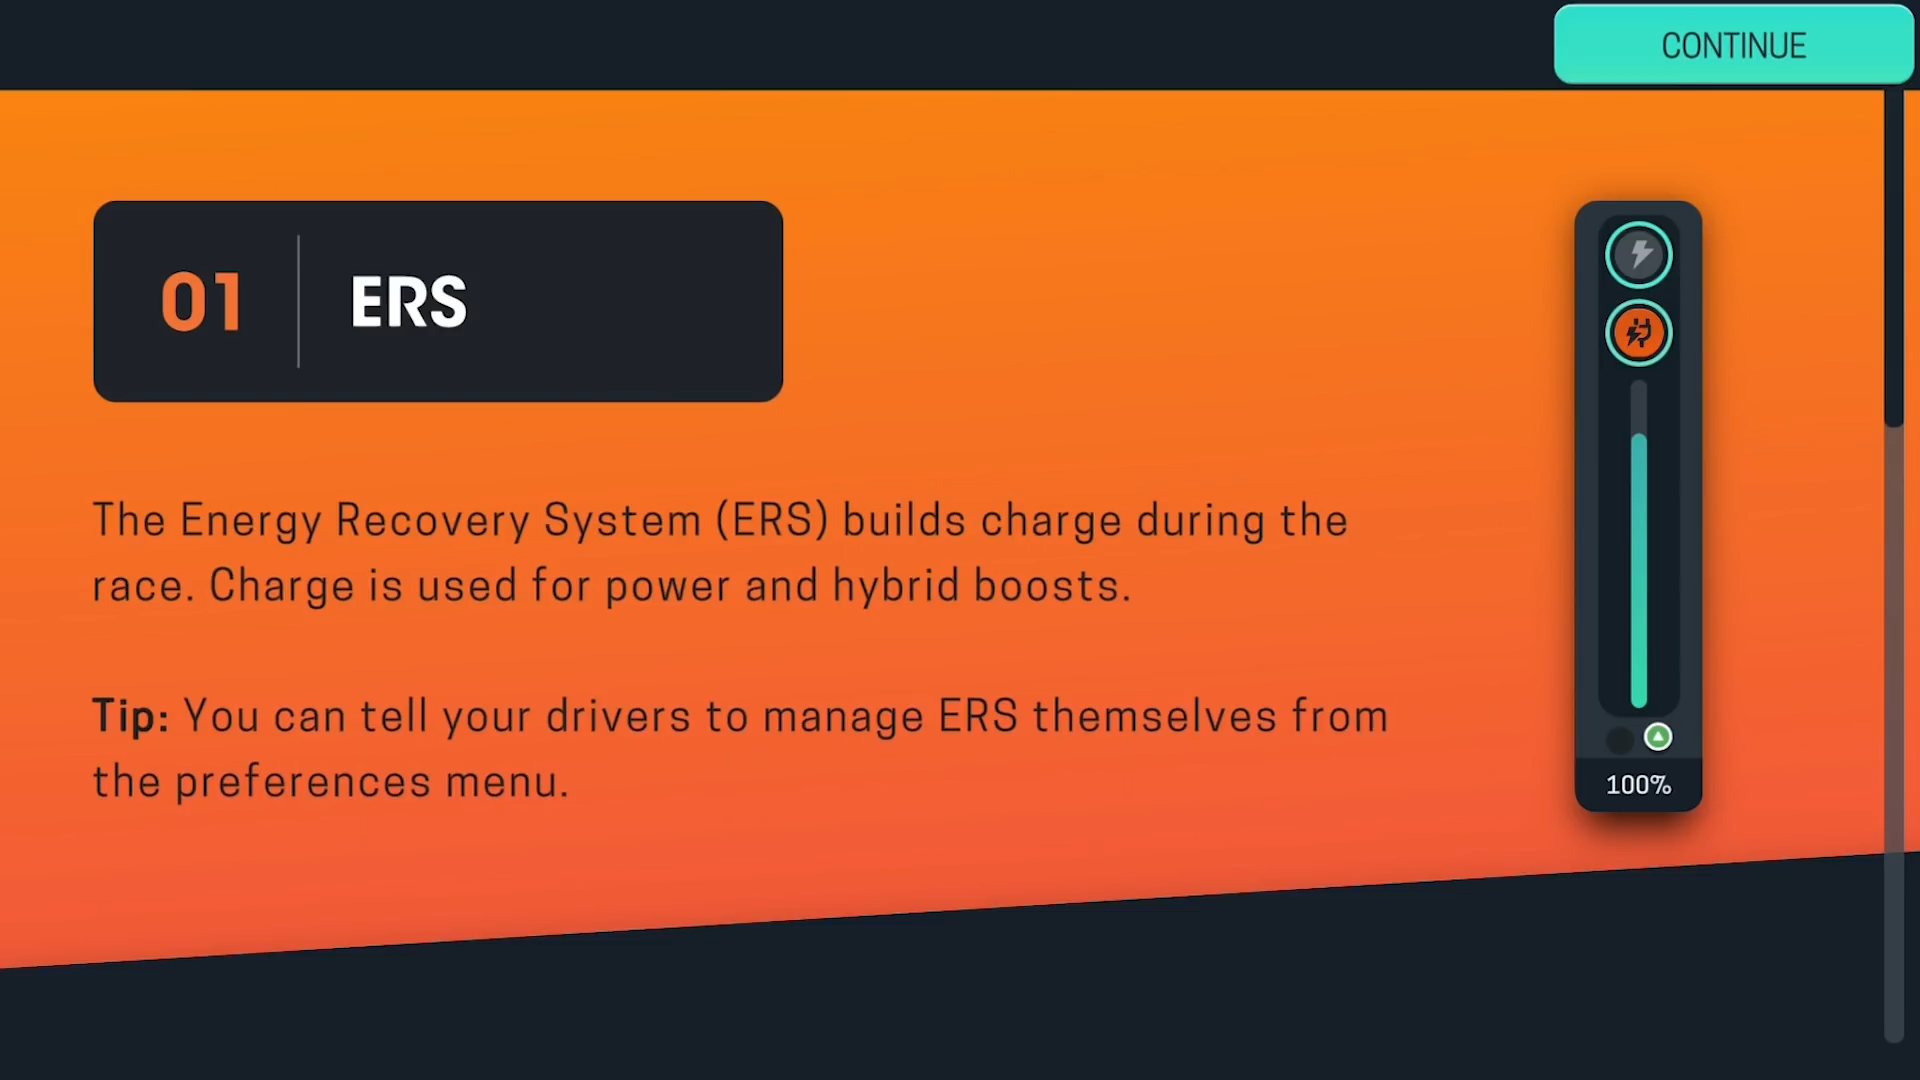 CONTINUE
01
ERS
The Energy Recovery System (ERS) builds charge during the
race. Charge is used for power and hybrid boosts.
Tip: You can tell your drivers to manage ERS themselves from
the preferences menu.
100%